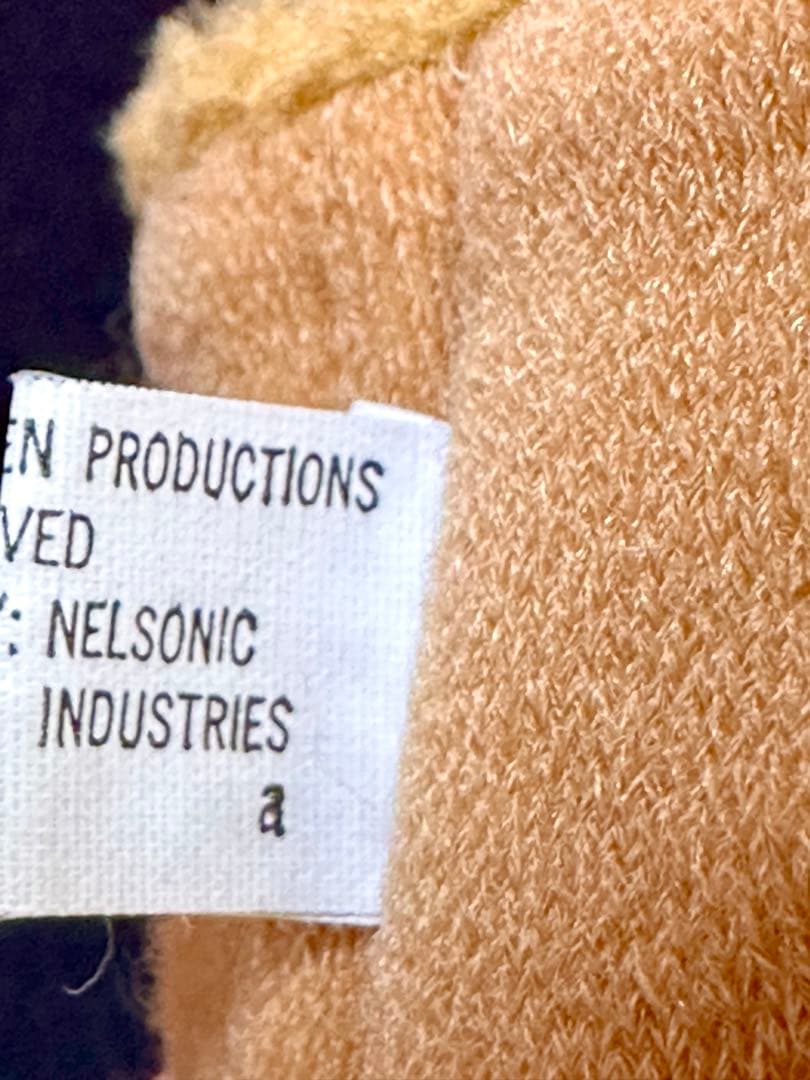 EN PRODUCTIONS
VED
: NELSONIC
INDUSTRIES
a